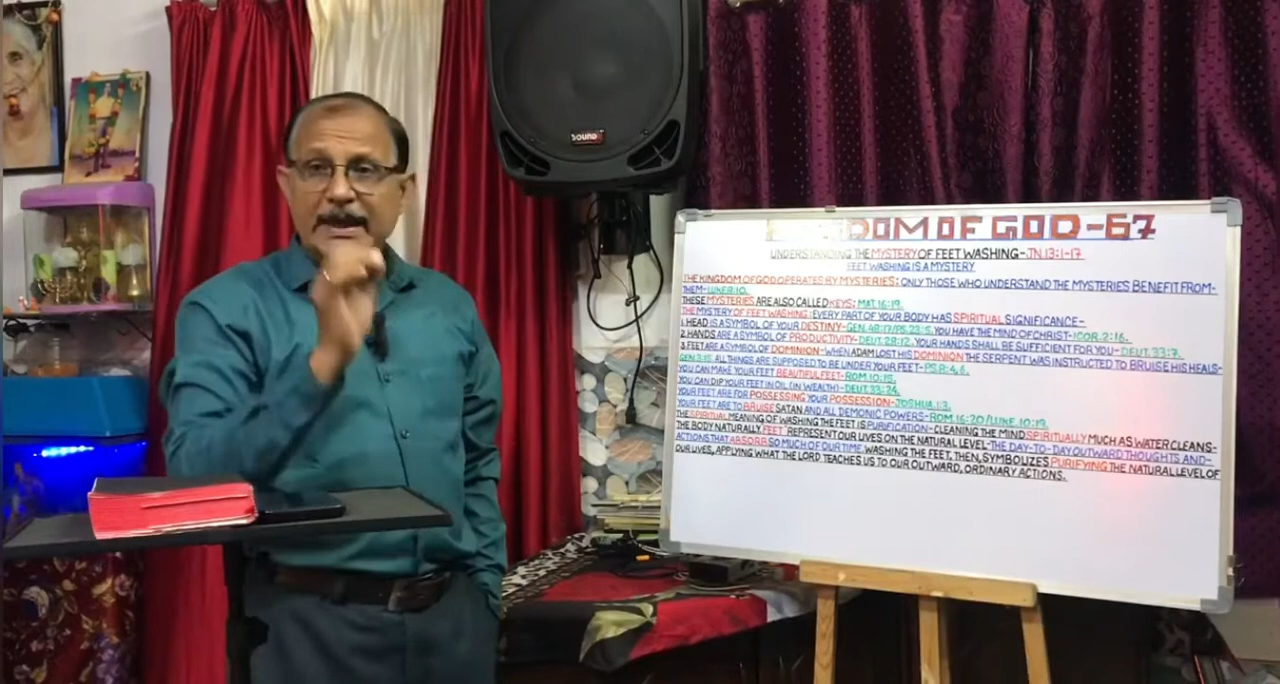 SOUND
KINGDOM OF GOD-67
UNDERSTANDING THE MYSTERY OF FEET WASHING-JN.13:1-17
FEET WASHING IS A MYSTERY
THE KINGDOM OF GOD OPERATES BY MYSTERIES: ONLY THOSE WHO UNDERSTAND THE MYSTERIES BENEFIT FROM-
THEM-LUKE8:10.
THESE MYSTERIES ARE ALSO CALLED KEYS: MAT.16:19.
THE MYSTERY OF FEET WASHING: EVERY PART OF YOUR BODY HAS SPIRITUAL SIGNIFICANCE-
1.HEAD IS A SYMBOL OF YOUR DESTINY-GEN.48:17/PS.23:5. YOU HAVE THE MIND OF CHRIST-1COR.2:16.
2.HANDS ARE A SYMBOL OF PRODUCTIVITY-DEUT.28:12. YOUR HANDS SHALL BE SUFFICIENT FOR YOU-DEUT.33:7.
3.FEET ARE A SYMBOL OF DOMINION-WHEN ADAM LOST HIS DOMINION THE SERPENT WAS INSTRUCTED TO BRUISE HIS HEALS-
GEN.3:15. ALL THINGS ARE SUPPOSED TO BE UNDER YOUR FEET-PS.8:4,6.
YOU CAN MAKE YOUR FEET BEAUTIFUL FEET-ROM.10:15.
YOU CAN DIP YOUR FEET IN OIL (IN WEALTH)-DEUT.33:24.
YOUR FEET ARE FOR POSSESSING YOUR POSSESSION-JOSHUA.1:3.
YOUR FEET ARE TO BRUISE SATAN AND ALL DEMONIC POWERS-ROM.16:20/LUKE.10:19.
THE SPIRITUAL MEANING OF WASHING THE FEET IS PURIFICATION-CLEANING THE MIND SPIRITUALLY MUCH AS WATER CLEANS-
THE BODY NATURALLY. FEET REPRESENT OUR LIVES ON THE NATURAL LEVEL-THE DAY-TO-DAY OUTWARD THOUGHTS AND-
ACTIONS THAT ABSORB SO MUCH OF OUR TIME. WASHING THE FEET, THEN, SYMBOLIZES PURIFYING THE NATURAL LEVEL OF
OUR LIVES, APPLYING WHAT THE LORD TEACHES US TO OUR OUTWARD, ORDINARY ACTIONS.